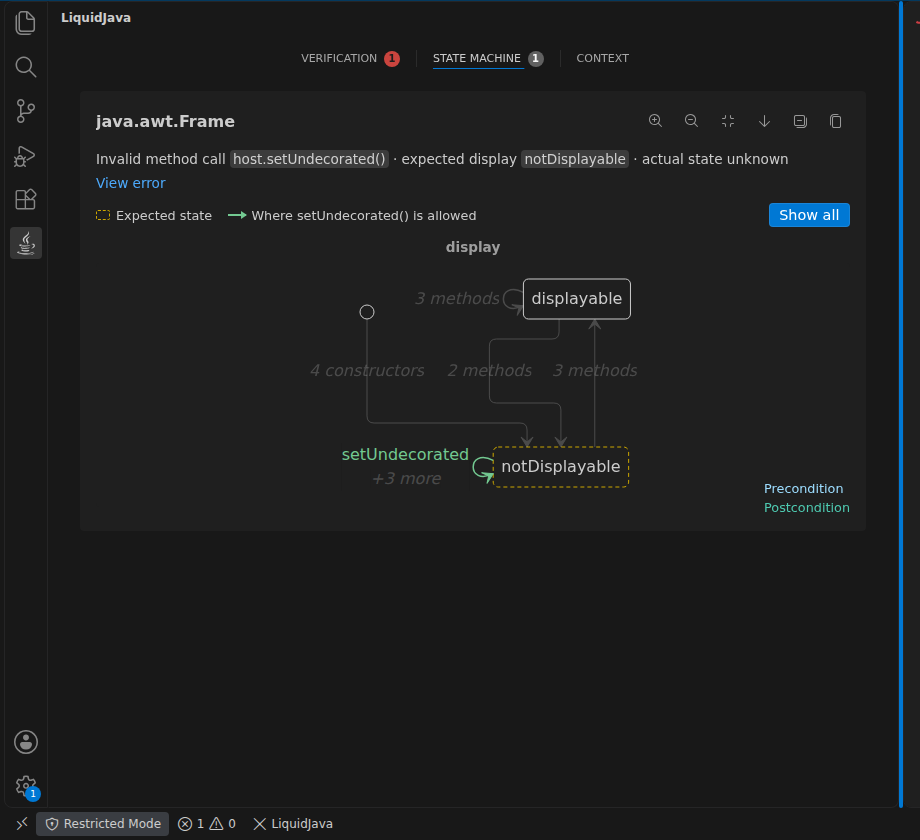 LiquidJava
VERIFICATION 1 STATE MACHINE 1 CONTEXT
java.awt.Frame
Invalid method call host.setUndecorated() · expected display notDisplayable · actual state unknown
View error
Expected state Where setUndecorated() is allowed Show all
display
3 methods displayable
4 constructors 2 methods 3 methods
setUndecorated
+3 more
notDisplayable
Precondition
Postcondition
1
Restricted Mode 1 0 LiquidJava